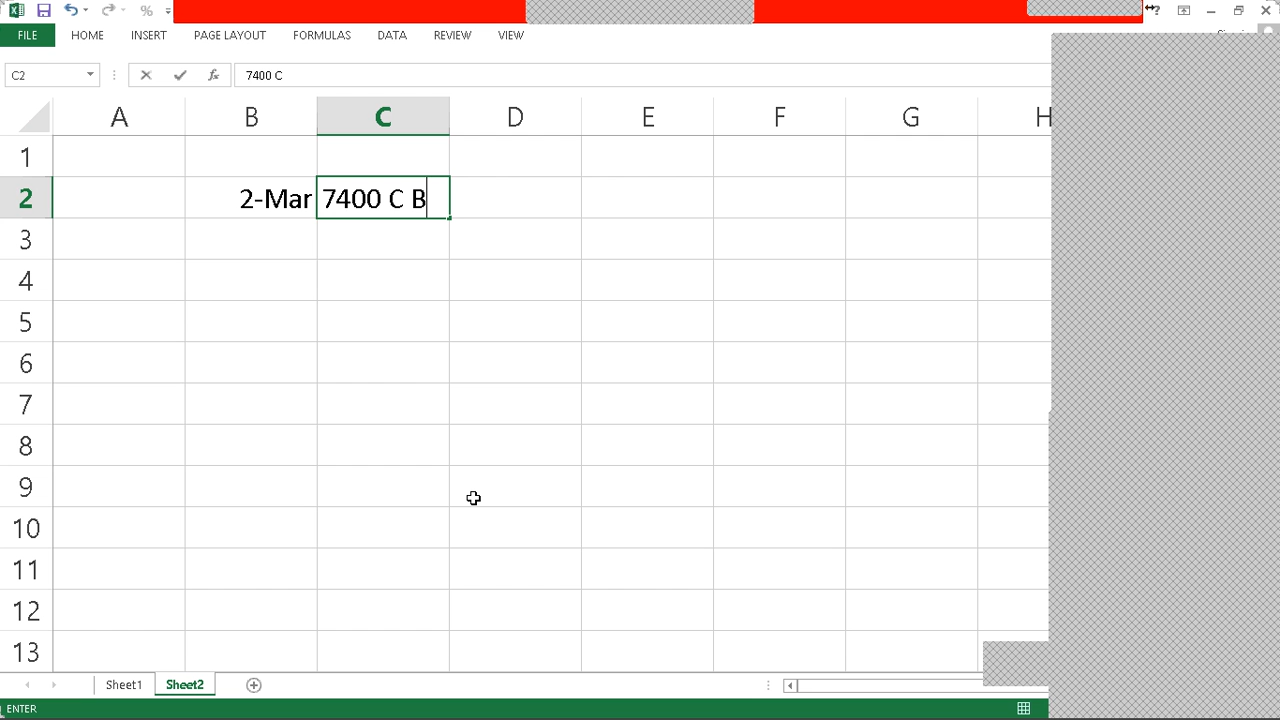 FILE HOME INSERT PAGE LAYOUT FORMULAS DATA REVIEW VIEW
C2 7400 C
A B C D E F G H
1
2 2-Mar 7400 C B
3
4
5
6
7
8
9
10
11
12
13
Sheet1 Sheet2
ENTER